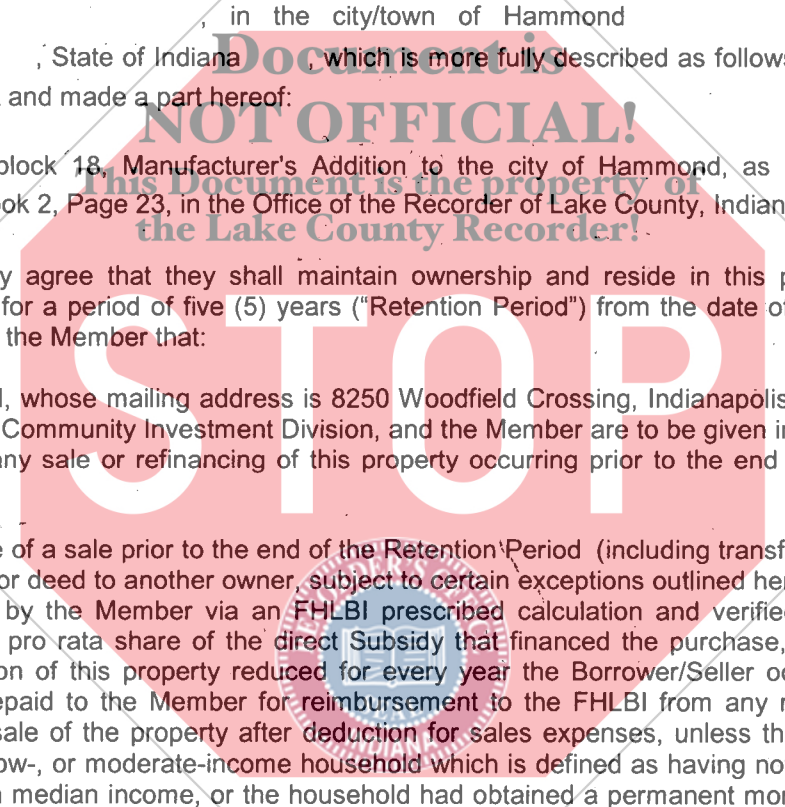 , in the city/town of Hammond
, State of Indiana , which is more fully described as follows
and made a part hereof:
Document is
NOT OFFICIAL!
This Document is the property of
the Lake County Recorder!
STOP
block 18, Manufacturer's Addition to the city of Hammond, as
ok 2, Page 23, in the Office of the Recorder of Lake County, Indian
y agree that they shall maintain ownership and reside in this p
for a period of five (5) years ("Retention Period") from the date of
the Member that:
, whose mailing address is 8250 Woodfield Crossing, Indianapolis
Community Investment Division, and the Member are to be given i
any sale or refinancing of this property occurring prior to the end
e of a sale prior to the end of the Retention Period (including transf
or deed to another owner, subject to certain exceptions outlined her
by the Member via an FHLBI prescribed calculation and verifie
pro rata share of the direct Subsidy that financed the purchase,
on of this property reduced for every year the Borrower/Seller o
epaid to the Member for reimbursement to the FHLBI from any
sale of the property after deduction for sales expenses, unless th
ow-, or moderate-income household which is defined as having no
median income, or the household had obtained a permanent mor
INDIANA